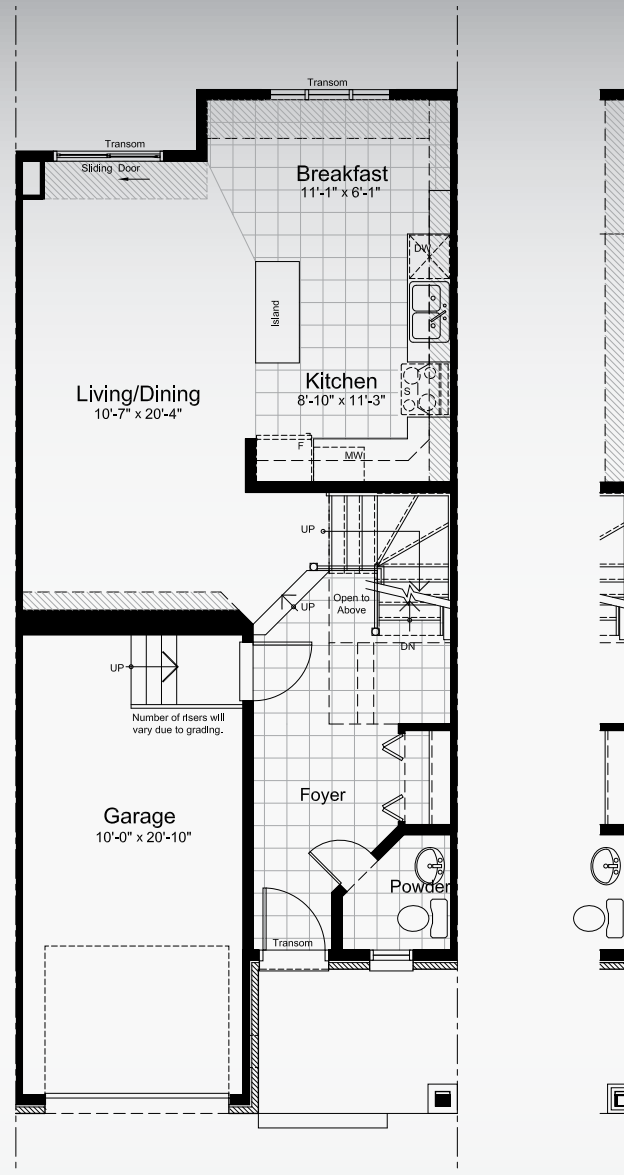 Transom
Transom
Sliding Door
Breakfast
11'-1" x 6'-1"
DW
Island
Kitchen
8'-10" x 11'-3"
S
Living/Dining
10'-7" x 20'-4"
F
MW
UP
UP
Open to
Above
DN
UP
Number of risers will
vary due to grading.
Foyer
Garage
10'-0" x 20'-10"
Powder
Transom